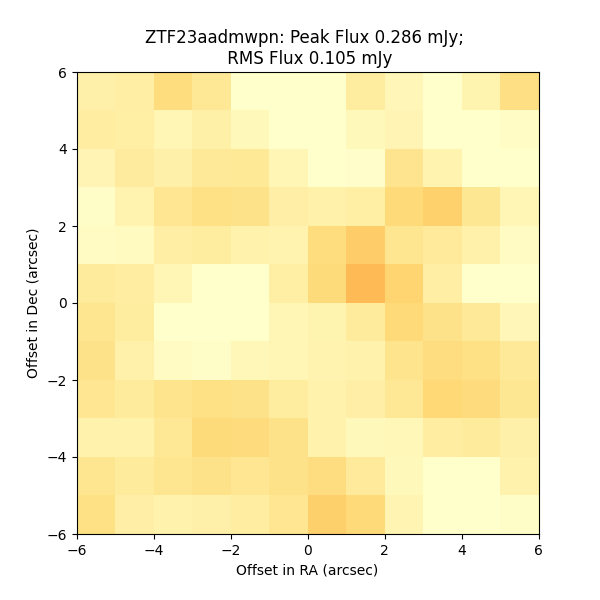 ZTF23aadmwpn: Peak Flux 0.286 mJy;
RMS Flux 0.105 mJy
6
4
2
0
−2
−4
−6
Offset in Dec (arcsec)
−6 −4 −2 0 2 4 6
Offset in RA (arcsec)